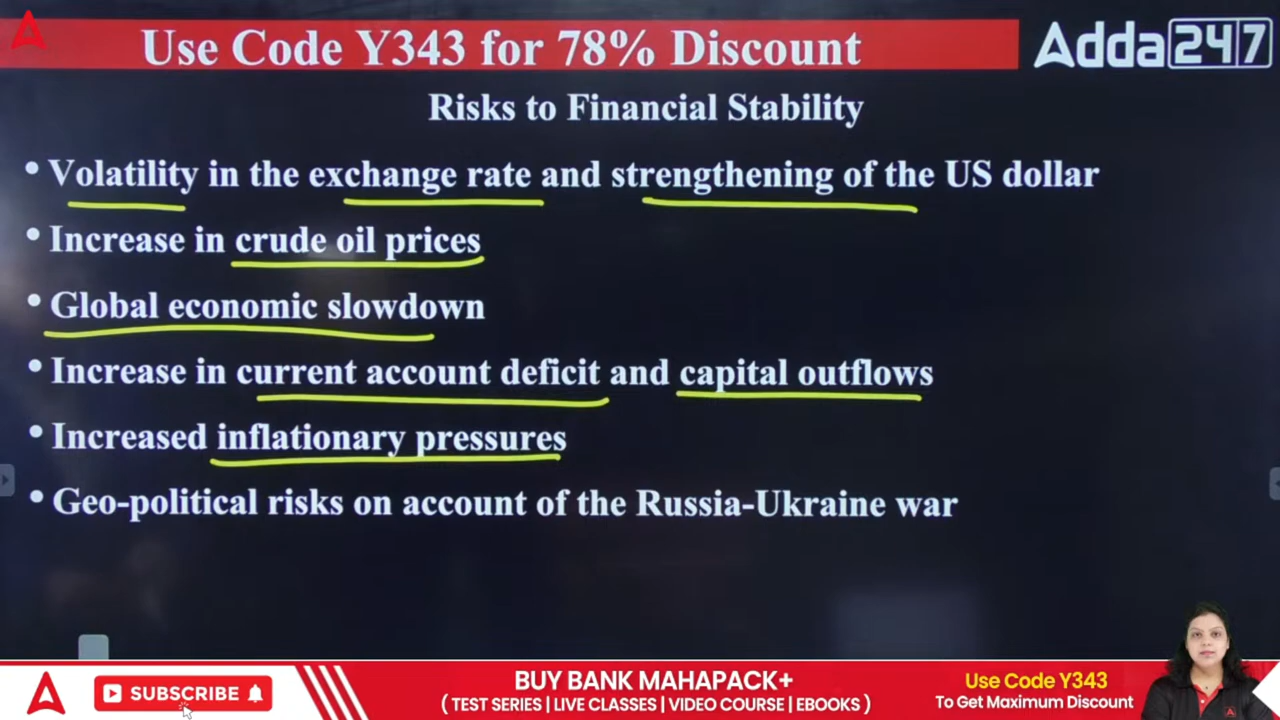 Use Code Y343 for 78% Discount
Adda247
Risks to Financial Stability
• Volatility in the exchange rate and strengthening of the US dollar
• Increase in crude oil prices
• Global economic slowdown
• Increase in current account deficit and capital outflows
• Increased inflationary pressures
• Geo-political risks on account of the Russia-Ukraine war
SUBSCRIBE
BUY BANK MAHAPACK+
( TEST SERIES | LIVE CLASSES | VIDEO COURSE | EBOOKS )
Use Code Y343
To Get Maximum Discount